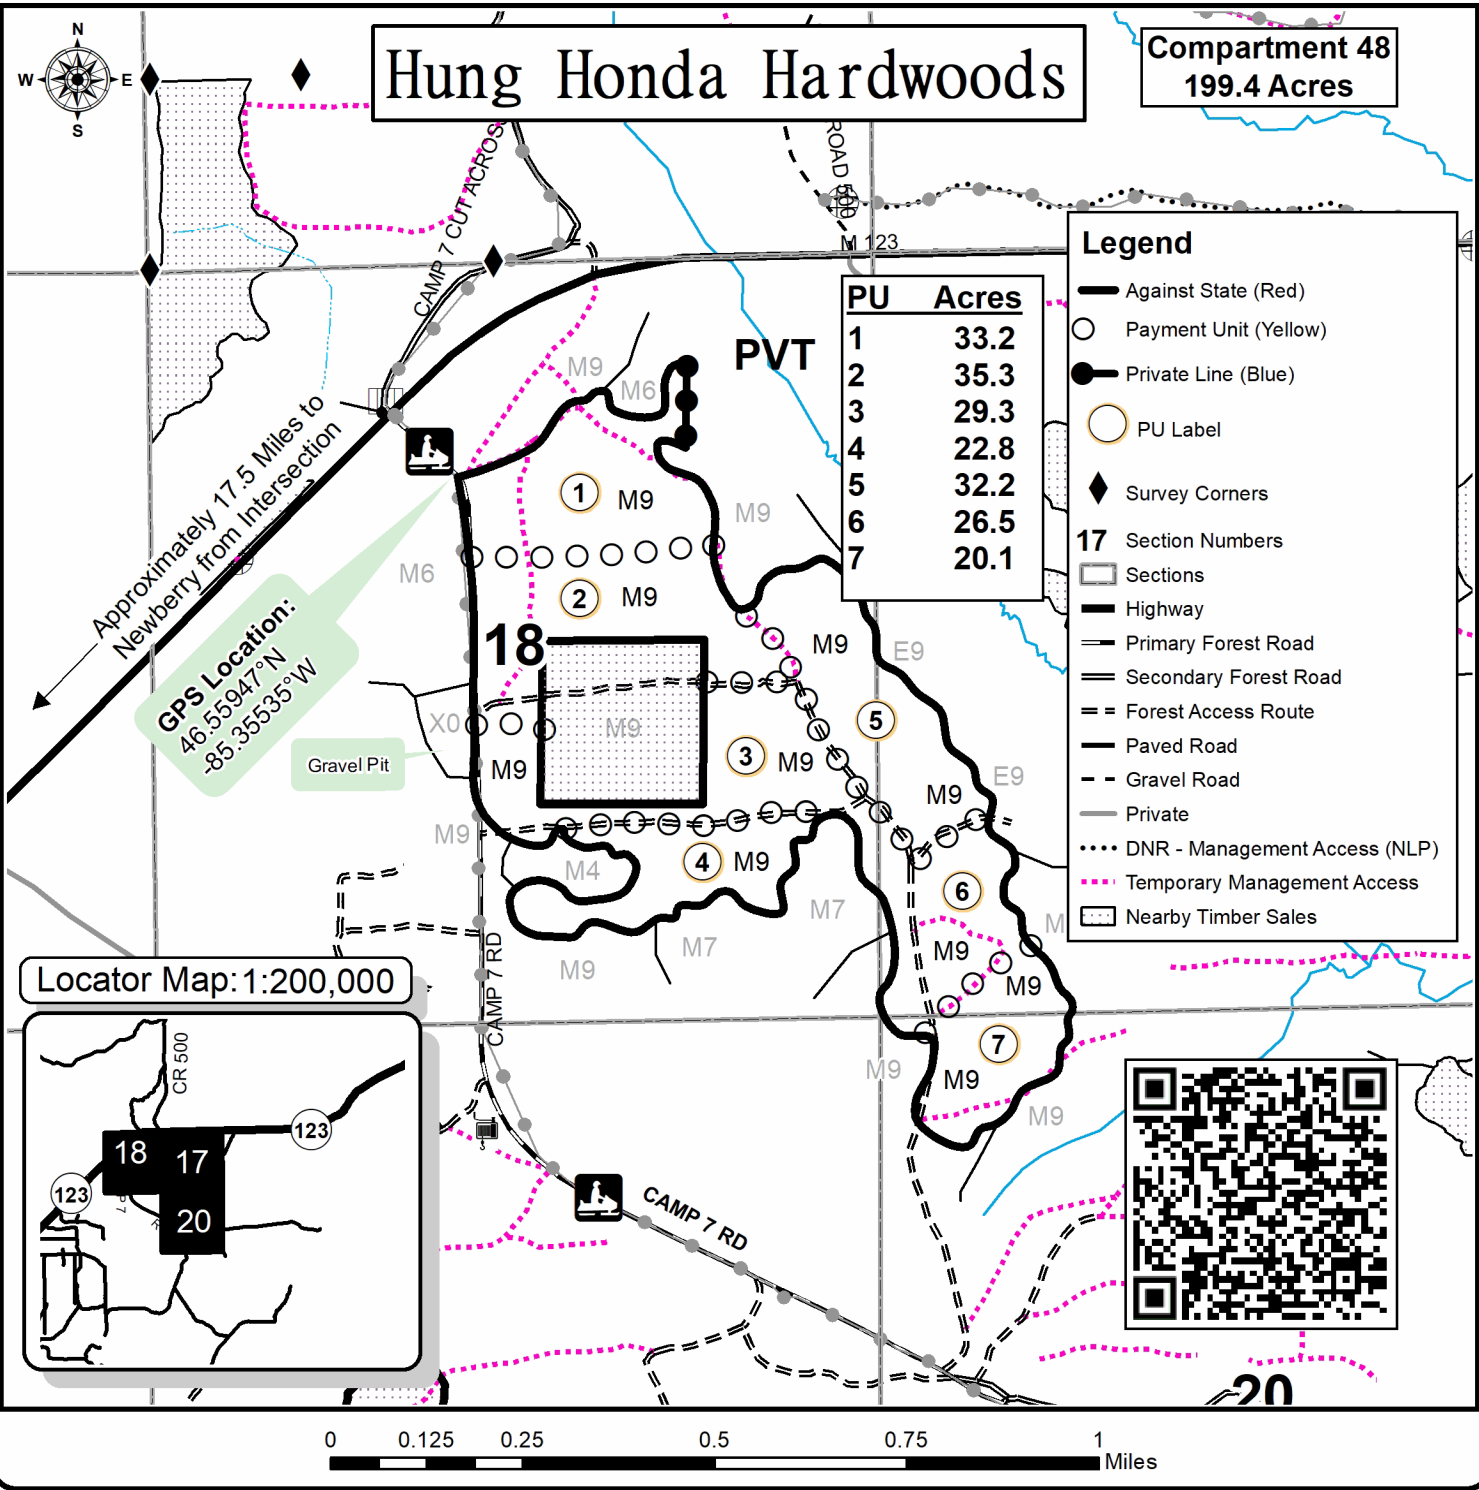 Hung Honda Hardwoods
Compartment 48
199.4 Acres
N
W
E
S
CAMP 7 CUT ACROS
ROAD 500
M 123
PU Acres
1 33.2
2 35.3
3 29.3
4 22.8
5 32.2
6 26.5
7 20.1
Legend
Against State (Red)
Payment Unit (Yellow)
Private Line (Blue)
PU Label
Survey Corners
17 Section Numbers
Sections
Highway
Primary Forest Road
Secondary Forest Road
Forest Access Route
Paved Road
Gravel Road
Private
DNR - Management Access (NLP)
Temporary Management Access
Nearby Timber Sales
PVT
M9
M6
Approximately 17.5 Miles to
Newberry from Intersection
1
M9
M9
M6
2
M9
GPS Location:
46.55947°N
-85.35535°W
18
M9
E9
X0
M9
5
Gravel Pit
M9
3
M9
E9
M9
M9
M4
4
M9
6
M7
M
M7
M9
M9
M9
CAMP 7 RD
7
M9
M9
M9
CAMP 7 RD
20
Locator Map:1:200,000
CR 500
123
18
17
123
20
P 7
R
0 0.125 0.25 0.5 0.75 1
Miles